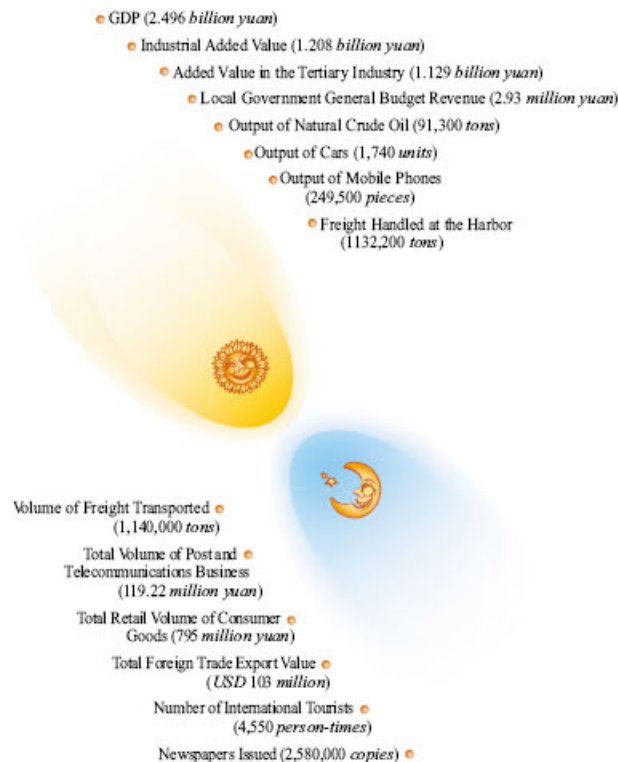 GDP (2.496 billion yuan)
Industrial Added Value (1.208 billion yuan)
Added Value in the Tertiary Industry (1.129 billion yuan)
Local Government General Budget Revenue (2.93 million yuan)
Output of Natural Crude Oil (91,300 tons)
Output of Cars (1,740 units)
Output of Mobile Phones
(249,500 pieces)
Freight Handled at the Harbor
(1132,200 tons)
Volume of Freight Transported
(1,140,000 tons)
Total Volume of Post and
Telecommunications Business
(119.22 million yuan)
Total Retail Volume of Consumer
Goods (795 million yuan)
Total Foreign Trade Export Value
(USD 103 million)
Number of International Tourists
(4,550 person-times)
Newspapers Issued (2,580,000 copies)